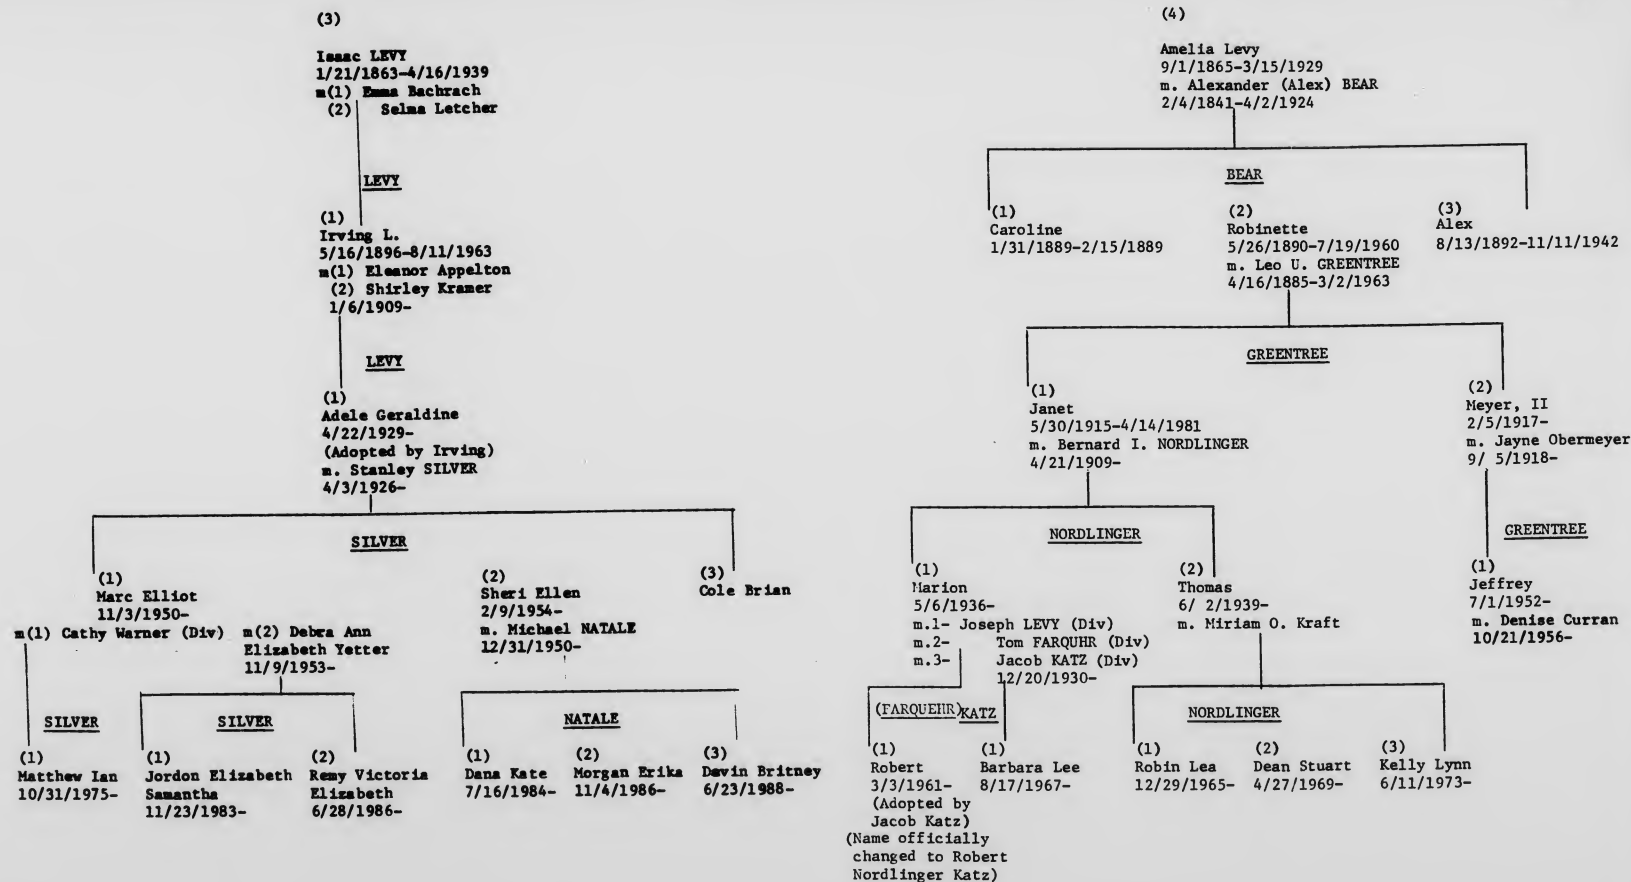 (3)
Isaac LEVY
1/21/1863-4/16/1939
m(1) Emma Bachrach
(2) Selma Letcher
LEVY
(1)
Irving L.
5/16/1896-8/11/1963
m(1) Eleanor Appelton
(2) Shirley Kramer
1/6/1909-
LEVY
(1)
Adele Geraldine
4/22/1929-
(Adopted by Irving)
m. Stanley SILVER
4/3/1926-
SILVER
(1)
Marc Elliot
11/3/1950-
m(1) Cathy Warner (Div)
m(2) Debra Ann
Elizabeth Yetter
11/9/1953-
(2)
Sheri Ellen
2/9/1954-
m. Michael NATALE
12/31/1950-
(3)
Cole Brian
SILVER
(1)
Matthew Ian
10/31/1975-
SILVER
(1)
Jordon Elizabeth
Samantha
11/23/1983-
(2)
Remy Victoria
Elizabeth
6/28/1986-
NATALE
(1)
Dana Kate
7/16/1984-
(2)
Morgan Erika
11/4/1986-
(3)
Devin Britney
6/23/1988-
(4)
Amelia Levy
9/1/1865-3/15/1929
m. Alexander (Alex) BEAR
2/4/1841-4/2/1924
BEAR
(1)
Caroline
1/31/1889-2/15/1889
(2)
Robinette
5/26/1890-7/19/1960
m. Leo U. GREENTREE
4/16/1885-3/2/1963
(3)
Alex
8/13/1892-11/11/1942
GREENTREE
(1)
Janet
5/30/1915-4/14/1981
m. Bernard I. NORDLINGER
4/21/1909-
(2)
Meyer, II
2/5/1917-
m. Jayne Obermeyer
9/ 5/1918-
NORDLINGER
(1)
Marion
5/6/1936-
m.1- Joseph LEVY (Div)
m.2- Tom FARQUHR (Div)
m.3- Jacob KATZ (Div)
12/20/1930-
(2)
Thomas
6/ 2/1939-
m. Miriam O. Kraft
GREENTREE
(1)
Jeffrey
7/1/1952-
m. Denise Curran
10/21/1956-
(FARQUEHR) KATZ
(1)
Robert
3/3/1961-
(Adopted by
Jacob Katz)
(Name officially
changed to Robert
Nordlinger Katz)
(1)
Barbara Lee
8/17/1967-
NORDLINGER
(1)
Robin Lea
12/29/1965-
(2)
Dean Stuart
4/27/1969-
(3)
Kelly Lynn
6/11/1973-